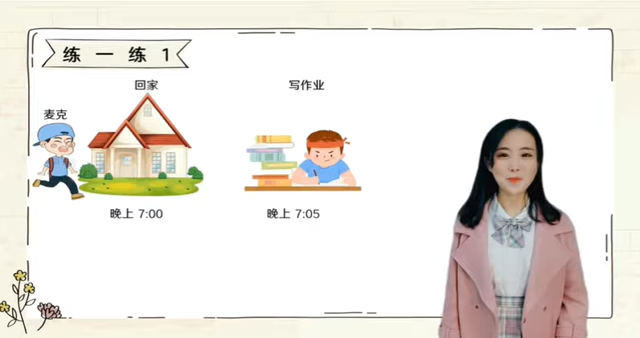 练一练 1
回家
写作业
麦克
晚上 7:00
晚上 7:05